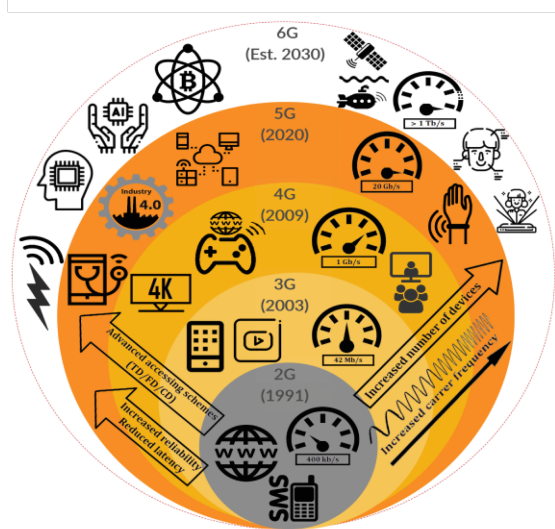 6G
(Est. 2030)
> 1 Tb/s
AI
5G
(2020)
20 Gb/s
Industry
4.0
4G
(2009)
1 Gb/s
4K
3G
(2003)
42 Mb/s
Advanced accessing schemes
(TD/FD/CD)
Increased number of devices
Increased carrer frequency
Increased reliability
Reduced latency
2G
(1991)
400 kb/s
SMS